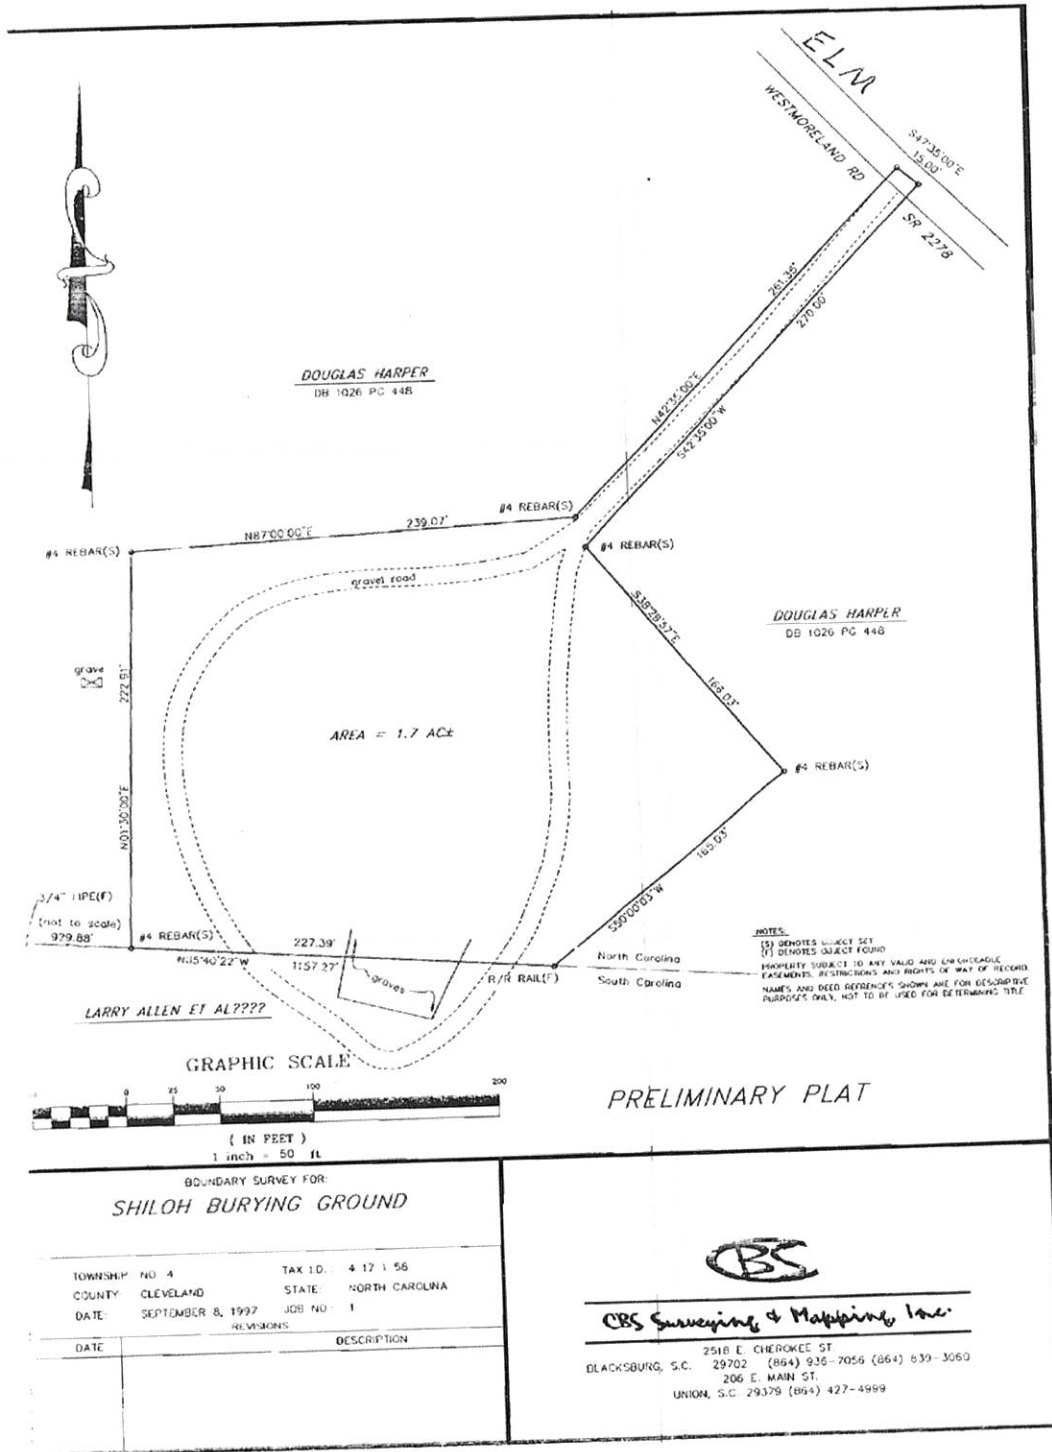 ELM
WESTMORELAND RD
S47°35'00"E
15.00'
SR 2278
261.36'
270.00'
N42°35'00"E
S42°35'00"W
DOUGLAS HARPER
DB 1026 PG 448
#4 REBAR(S)
239.07'
N87°00'00"E
#4 REBAR(S)
#4 REBAR(S)
gravel road
S38°28'57"E
DOUGLAS HARPER
DB 1026 PG 448
grave
222.91'
166.03'
AREA = 1.7 AC±
#4 REBAR(S)
N01°30'00"E
165.03'
S50°00'03"W
3/4" PIPE(F)
(not to scale)
929.88'
#4 REBAR(S)
227.39'
1157.27'
graves
R/R RAIL(F)
North Carolina
South Carolina
NOTES:
(S) DENOTES OBJECT SET
(F) DENOTES OBJECT FOUND
PROPERTY SUBJECT TO ANY VALID AND ENFORCEABLE
EASEMENTS, RESTRICTIONS AND RIGHTS OF WAY OF RECORD.
NAMES AND DEED REFRENCES SHOWN ARE FOR DESCRIPTIVE
PURPOSES ONLY, NOT TO BE USED FOR DETERMINING TITLE
LARRY ALLEN ET AL????
GRAPHIC SCALE
0 25 50 100 200
( IN FEET )
1 inch = 50 ft.
PRELIMINARY PLAT
BOUNDARY SURVEY FOR:
SHILOH BURYING GROUND
TOWNSHIP: NO 4 TAX I.D.: 4 17 1 56
COUNTY: CLEVELAND STATE: NORTH CAROLINA
DATE: SEPTEMBER 8, 1997 JOB NO: 1
REVISIONS
DATE DESCRIPTION
CBS
CBS Surveying & Mapping, Inc.
2518 E. CHEROKEE ST.
BLACKSBURG, S.C. 29702 (864) 936-7056 (864) 839-3060
206 E. MAIN ST.
UNION, S.C. 29379 (864) 427-4999